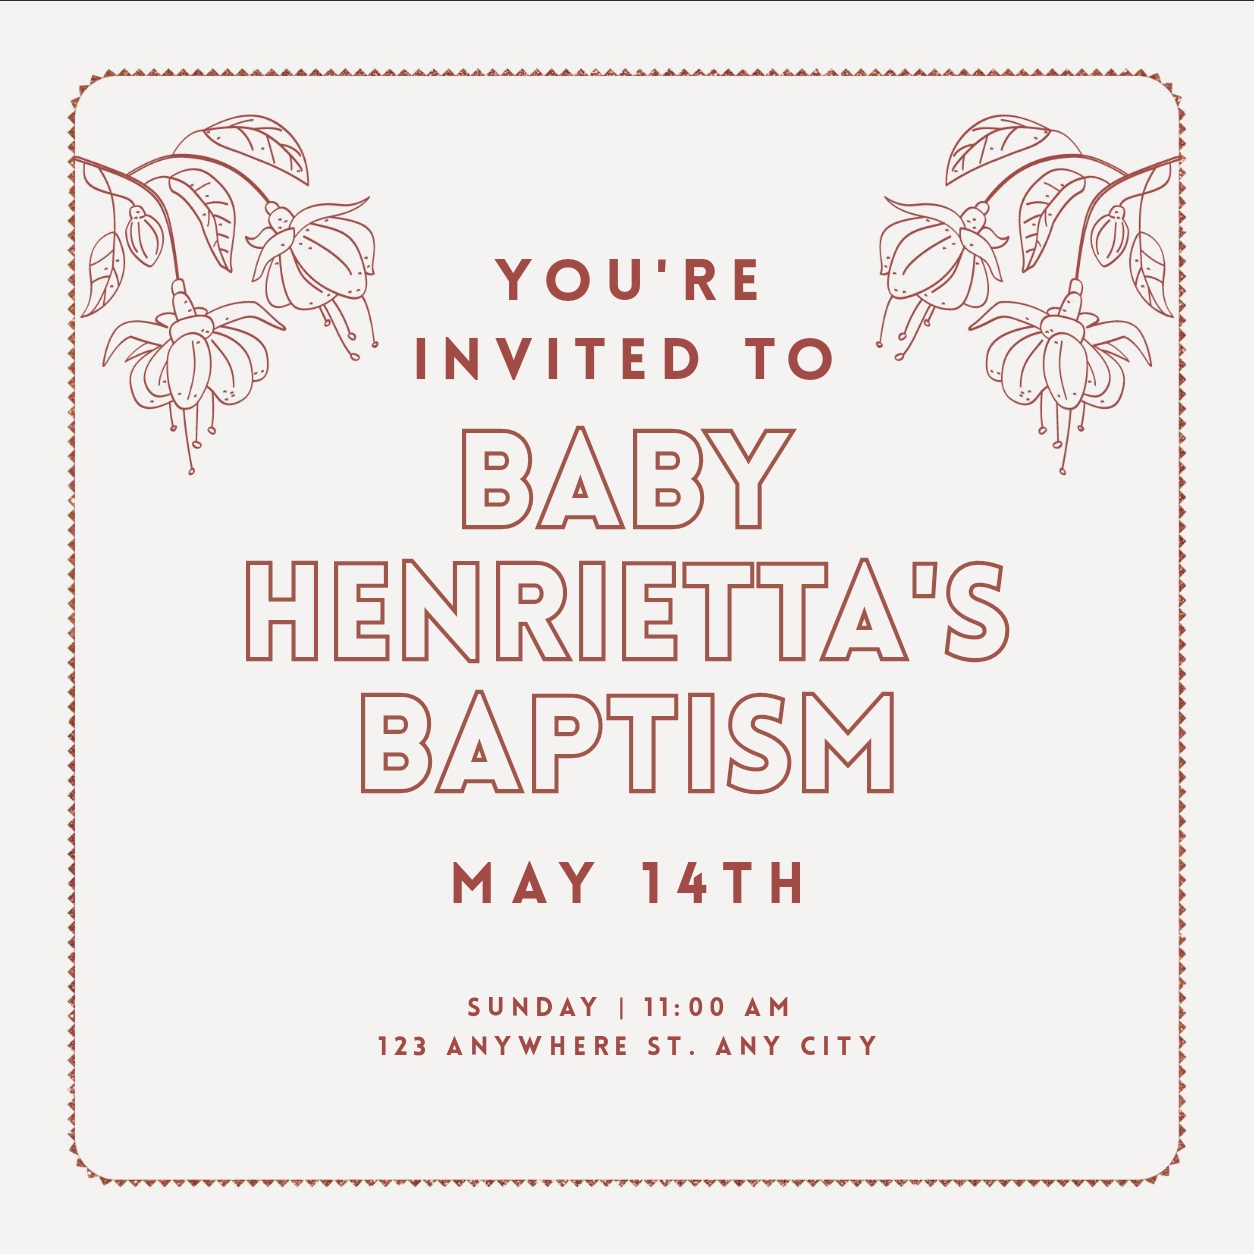 YOU'RE
INVITED TO
BABY
HENRIETTA'S
BAPTISM
MAY 14TH
SUNDAY | 11:00 AM
123 ANYWHERE ST. ANY CITY